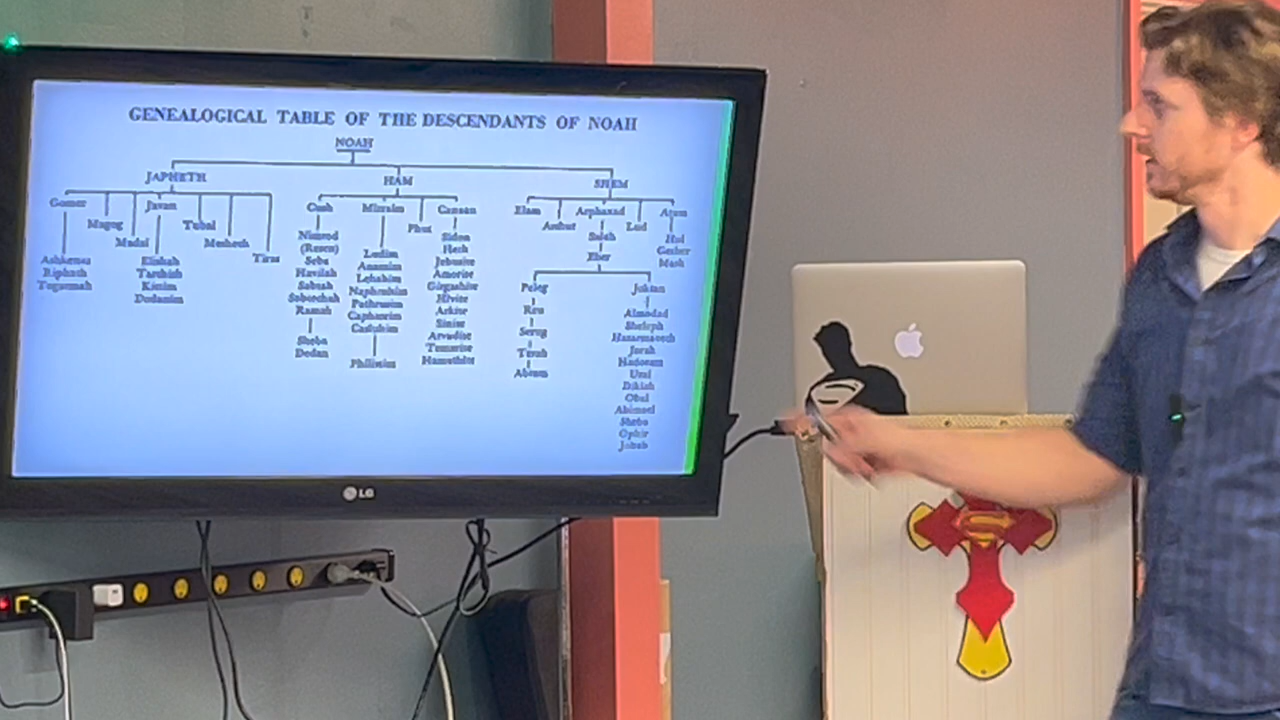 GENEALOGICAL TABLE OF THE DESCENDANTS OF NOAH
NOAH
JAPHETH
HAM
SHEM
Gomer
Javan
Magog
Tubal
Madai
Meshech
Tiras
Ashkenaz
Riphath
Togarmah
Elishah
Tarshish
Kittim
Dodanim
Cush
Mizraim
Canaan
Phut
Nimrod
(Rasen)
Seba
Havilah
Sabtah
Sabtechah
Ramah
Sheba
Dedan
Ludim
Anamim
Lehabim
Naphtuhim
Pathrusim
Caphtorim
Casluhim
Philistim
Sidon
Heth
Jebusite
Amorite
Girgashite
Hivite
Arkite
Sinite
Arvadite
Hamathite
Elam
Asshur
Arphaxad
Lud
Aram
Salah
Eber
Hul
Gether
Mash
Peleg
Reu
Serug
Terah
Abram
Joktan
Almodad
Sheleph
Hazarmaveth
Jerah
Hadoram
Uzal
Diklah
Obal
Abimael
Sheba
Ophir
Jobab
LG